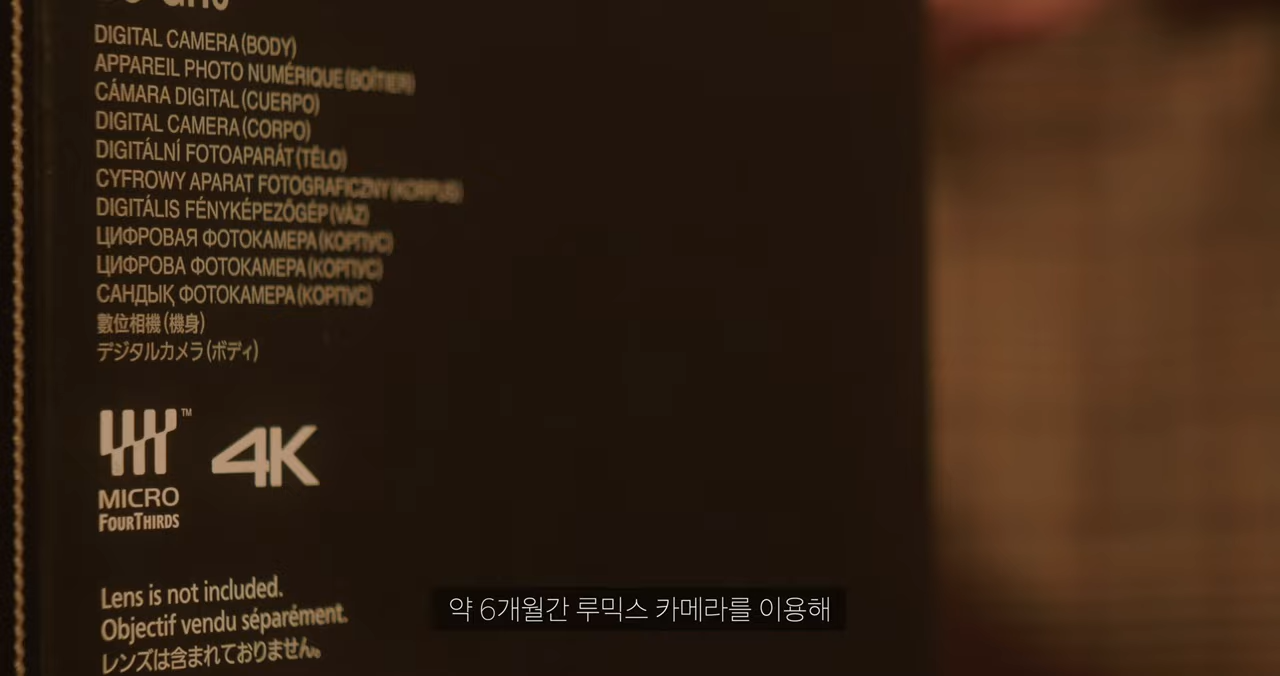 DIGITAL CAMERA (BODY)
APPAREIL PHOTO NUMÉRIQUE (BOÎTIER)
CÁMARA DIGITAL (CUERPO)
DIGITAL CAMERA (CORPO)
DIGITÁLNÍ FOTOAPARÁT (TĚLO)
CYFROWY APARAT FOTOGRAFICZNY (KORPUS)
DIGITÁLIS FÉNYKÉPEZŐGÉP (VÁZ)
ЦИФРОВАЯ ФОТОКАМЕРА (КОРПУС)
ЦИФРОВА ФОТОКАМЕРА (КОРПУС)
САНДЫҚ ФОТОКАМЕРА (КОРПУС)
數位相機 (機身)
デジタルカメラ (ボディ)
TM
4K
MICRO
FOURTHIRDS
Lens is not included.
Objectif vendu séparément.
レンズは含まれておりません。
약 6개월간 루믹스 카메라를 이용해